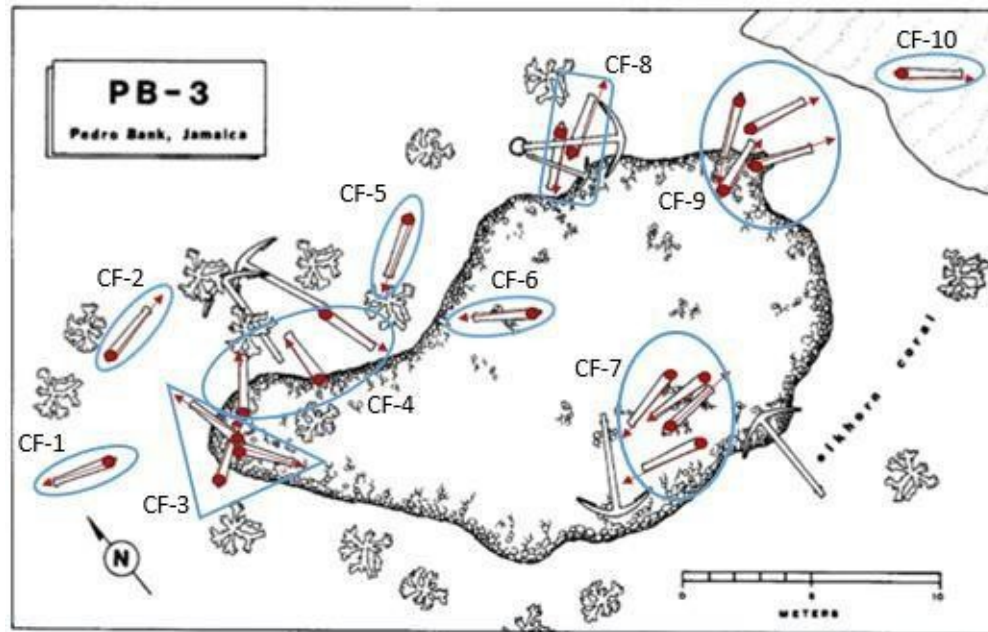 PB-3
Pedro Bank, Jamaica
CF-8
CF-10
CF-5
CF-9
CF-2
CF-6
CF-7
CF-4
CF-1
CF-3
elkhorn coral
N
0 5 10
METERS